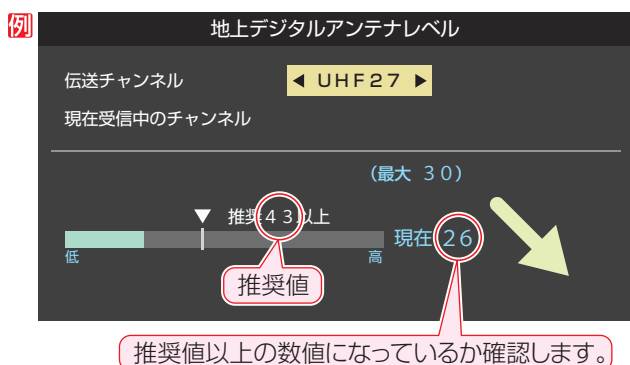 例
地上デジタルアンテナレベル
伝送チャンネル
◀ UHF27 ▶
現在受信中のチャンネル
(最大 30)
▼ 推奨43以上
現在 26
低
高
推奨値
推奨値以上の数値になっているか確認します。